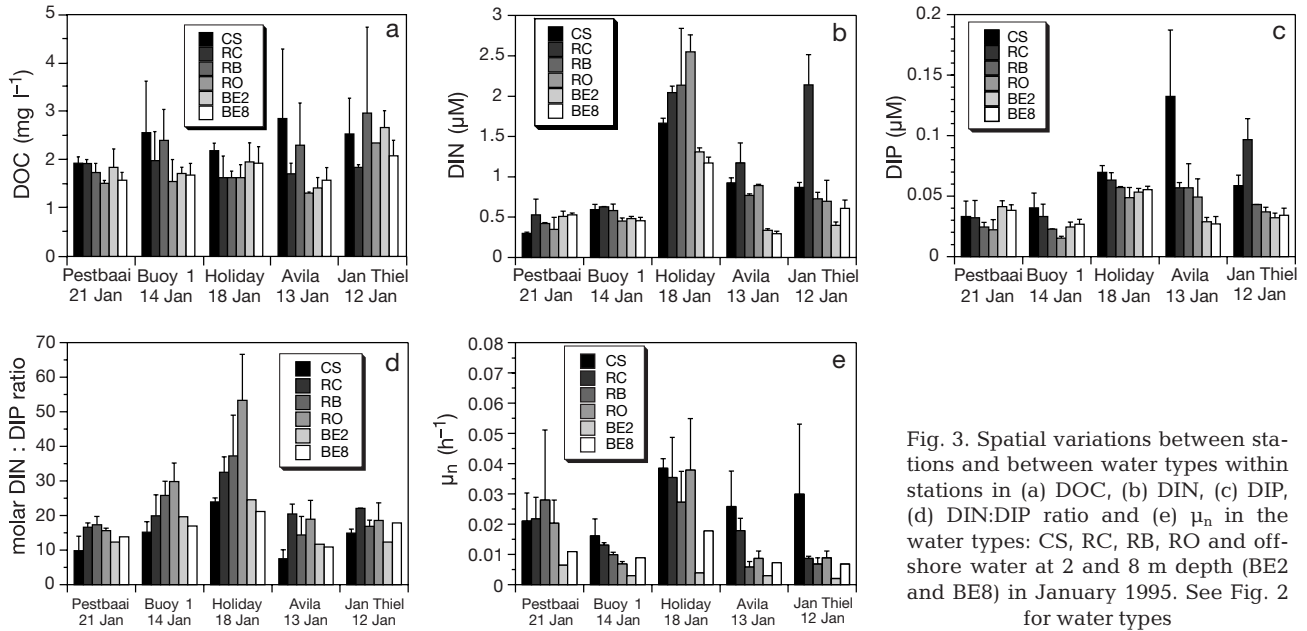 a
DOC (mg l⁻¹)
5
4
3
2
1
0
CS
RC
RB
RO
BE2
BE8
Pestbaai Buoy 1 Holiday Avila Jan Thiel
21 Jan 14 Jan 18 Jan 13 Jan 12 Jan
b
DIN (µM)
3
2.5
2
1.5
1
0.5
0
CS
RC
RB
RO
BE2
BE8
Pestbaai Buoy 1 Holiday Avila Jan Thiel
21 Jan 14 Jan 18 Jan 13 Jan 12 Jan
c
DIP (µM)
0.2
0.15
0.1
0.05
0
CS
RC
RB
RO
BE2
BE8
Pestbaai Buoy 1 Holiday Avila Jan Thiel
21 Jan 14 Jan 18 Jan 13 Jan 12 Jan
d
molar DIN : DIP ratio
70
60
50
40
30
20
10
0
CS
RC
RB
RO
BE2
BE8
Pestbaai Buoy 1 Holiday Avila Jan Thiel
21 Jan 14 Jan 18 Jan 13 Jan 12 Jan
e
µn (h⁻¹)
0.08
0.07
0.06
0.05
0.04
0.03
0.02
0.01
0
CS
RC
RB
RO
BE2
BE8
Pestbaai Buoy 1 Holiday Avila Jan Thiel
21 Jan 14 Jan 18 Jan 13 Jan 12 Jan
Fig. 3. Spatial variations between sta-
tions and between water types within
stations in (a) DOC, (b) DIN, (c) DIP,
(d) DIN:DIP ratio and (e) µn in the
water types: CS, RC, RB, RO and off-
shore water at 2 and 8 m depth (BE2
and BE8) in January 1995. See Fig. 2
for water types